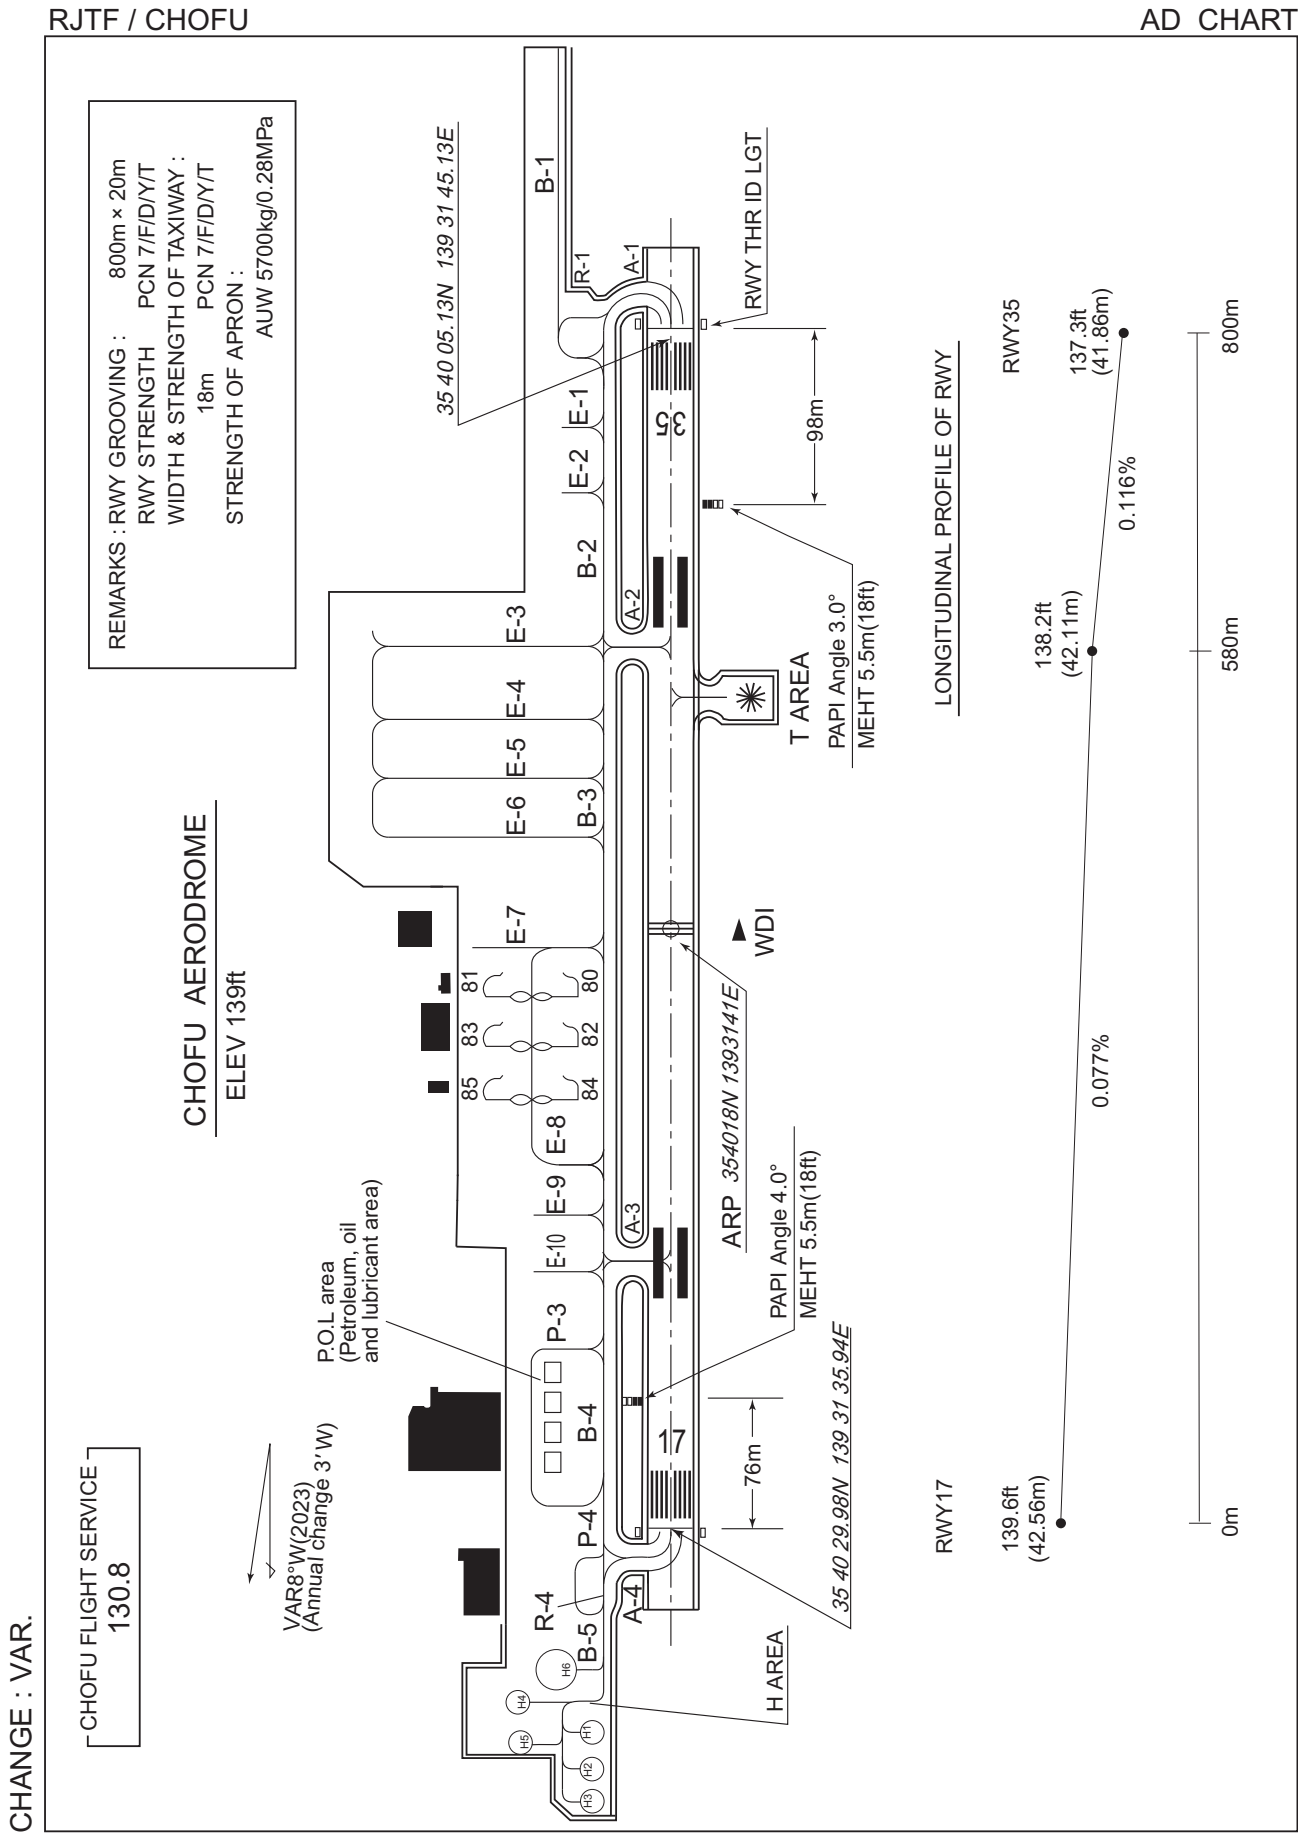 RJTF / CHOFU
AD CHART
CHANGE : VAR.
CHOFU FLIGHT SERVICE
130.8
VAR8°W(2023)
(Annual change 3' W)
CHOFU AERODROME
ELEV 139ft
REMARKS : RWY GROOVING : 800m × 20m
RWY STRENGTH PCN 7/F/D/Y/T
WIDTH & STRENGTH OF TAXIWAY :
18m PCN 7/F/D/Y/T
STRENGTH OF APRON :
AUW 5700kg/0.28MPa
P.O.L area
(Petroleum, oil
and lubricant area)
35 40 05.13N 139 31 45.13E
B-1
R-1
A-1
RWY THR ID LGT
E-1
E-2
B-2
A-2
E-3
E-4
E-5
E-6
B-3
E-7
81
83
85
80
82
84
E-8
E-9
E-10
A-3
P-3
B-4
P-4
R-4
B-5
A-4
H1
H2
H3
H4
H5
H6
H AREA
17
35
98m
76m
T AREA
PAPI Angle 3.0°
MEHT 5.5m(18ft)
WDI
ARP 354018N 1393141E
PAPI Angle 4.0°
MEHT 5.5m(18ft)
35 40 29.98N 139 31 35.94E
LONGITUDINAL PROFILE OF RWY
RWY17
RWY35
139.6ft
(42.56m)
138.2ft
(42.11m)
137.3ft
(41.86m)
0.077%
0.116%
0m
580m
800m